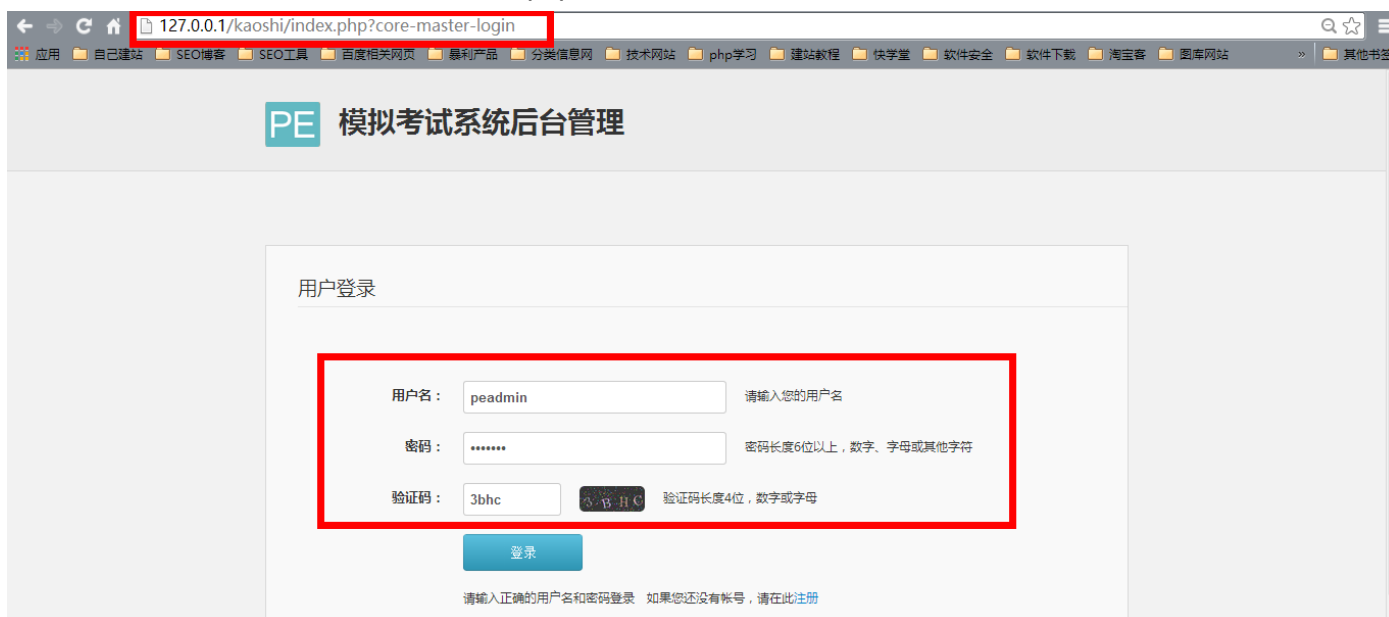 127.0.0.1/kaoshi/index.php?core-master-login
应用 自己建站 SEO博客 SEO工具 百度相关网页 暴利产品 分类信息网 技术网站 php学习 建站教程 快学堂 软件安全 软件下载 淘宝客 图库网站 » 其他书签
PE 模拟考试系统后台管理
用户登录
用户名： peadmin 请输入您的用户名
密码： ••••••• 密码长度6位以上，数字、字母或其他字符
验证码： 3bhc 3BHC 验证码长度4位，数字或字母
登录
请输入正确的用户名和密码登录 如果您还没有帐号，请在此注册